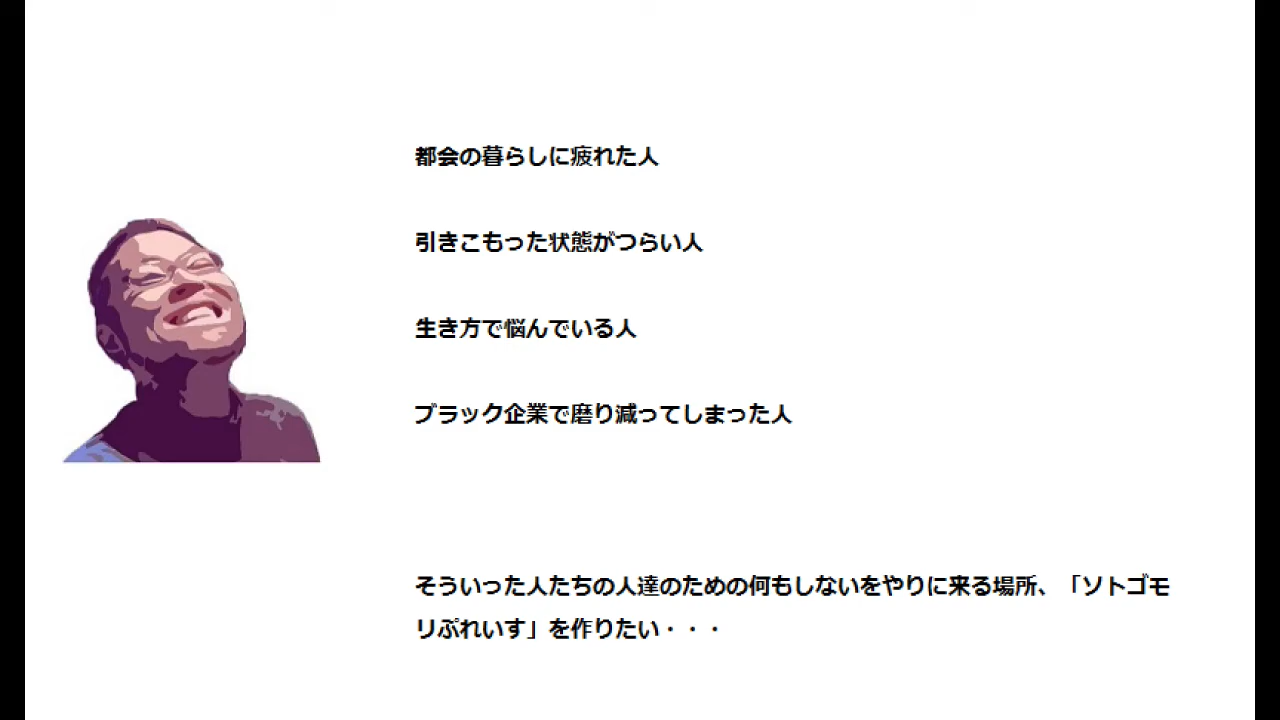 都会の暮らしに疲れた人
引きこもった状態がつらい人
生き方で悩んでいる人
ブラック企業で磨り減ってしまった人
そういった人たちの人達のための何もしないをやりに来る場所、「ソトゴモ
リぷれいす」を作りたい・・・